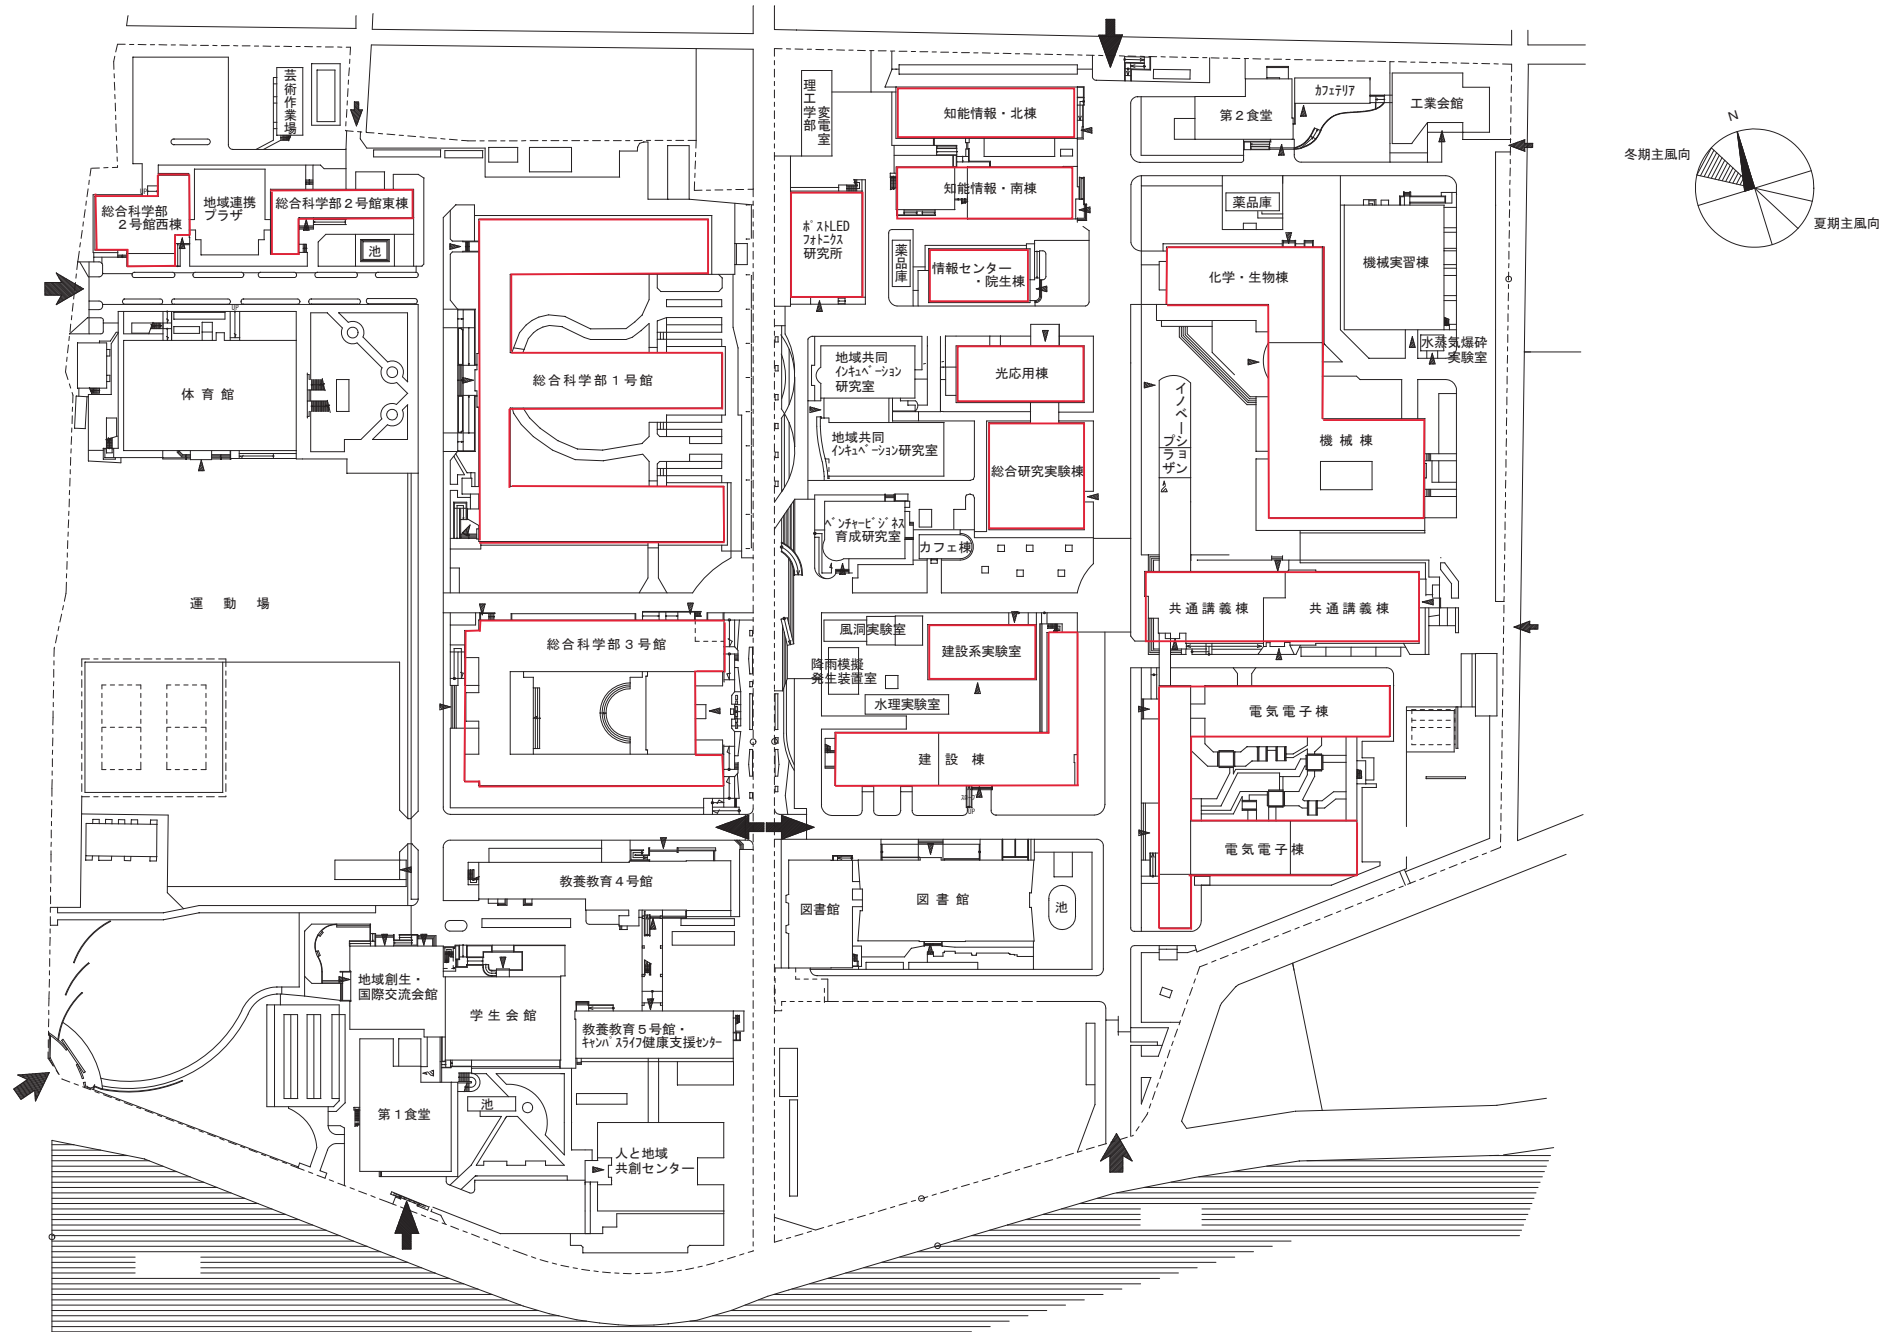 芸術作業場
理工学部
変電室
知能情報・北棟
第２食堂
カフェテリア
工業会館
N
冬期主風向
夏期主風向
UP
総合科学部
２号館西棟
地域連携
プラザ
総合科学部２号館東棟
池
知能情報・南棟
ポストLED
フォトニクス
研究所
薬品庫
情報センター
・院生棟
薬品庫
化学・生物棟
機械実習棟
水蒸気爆砕
実験室
UP
体育館
総合科学部１号館
地域共同
インキュベーション
研究室
光応用棟
イノベーション
プラザ
機械棟
地域共同
インキュベーション研究室
総合研究実験棟
ベンチャービジネス
育成研究室
カフェ棟
運動場
共通講義棟
共通講義棟
総合科学部３号館
風洞実験室
建設系実験室
降雨模擬
発生装置室
水理実験室
建設棟
電気電子棟
電気電子棟
スロープ
UP
教養教育４号館
図書館
図書館
池
地域創生・
国際交流会館
学生会館
教養教育５号館・
キャンパスライフ健康支援センター
第１食堂
池
人と地域
共創センター